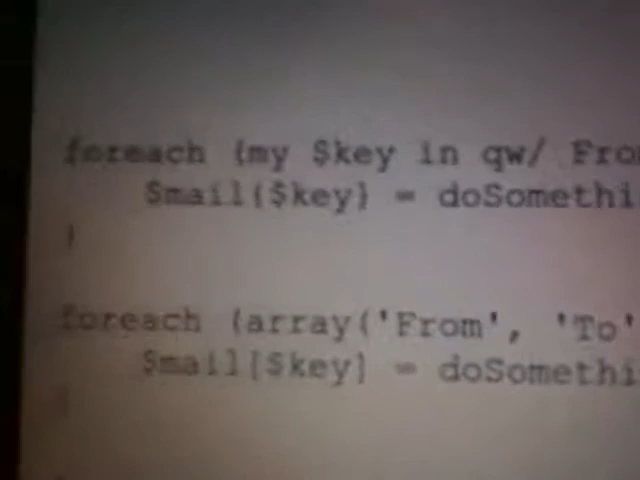 foreach (my $key in qw/ Fro
$mail{$key} = doSomethi
}
foreach (array('From', 'To'
$mail[$key] = doSomethi